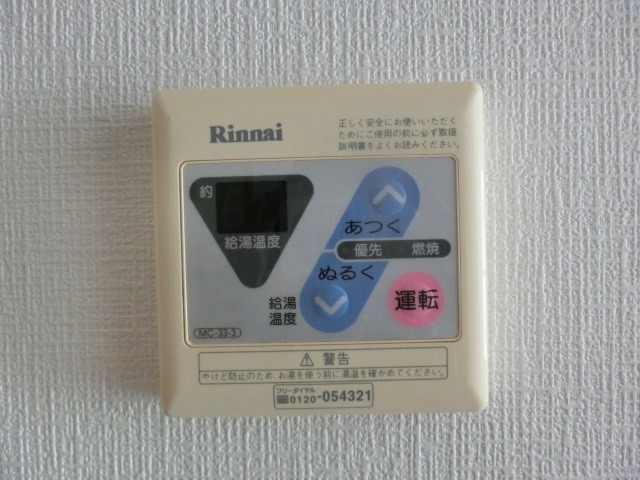 Rinnai
正しく安全にお使いいただく
ためにご使用の前に必ず取扱
説明書をよくお読みください。
約
給湯温度
あつく
優先 燃焼
ぬるく
給湯
温度
運転
MC-33-3
⚠ 警告
やけど防止のため、お湯を使う前に湯温を確かめてください。
フリーダイヤル
0120-054321